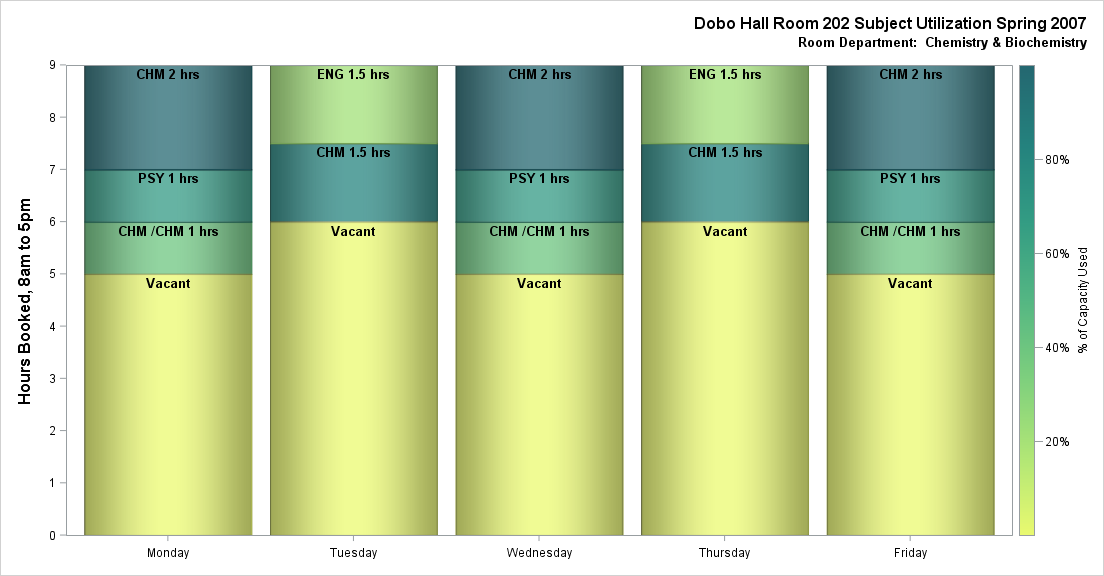 Dobo Hall Room 202 Subject Utilization Spring 2007
Room Department:  Chemistry & Biochemistry
Hours Booked, 8am to 5pm
9
8
7
6
5
4
3
2
1
0
CHM 2 hrs
PSY 1 hrs
CHM /CHM 1 hrs
Vacant
ENG 1.5 hrs
CHM 1.5 hrs
Vacant
CHM 2 hrs
PSY 1 hrs
CHM /CHM 1 hrs
Vacant
ENG 1.5 hrs
CHM 1.5 hrs
Vacant
CHM 2 hrs
PSY 1 hrs
CHM /CHM 1 hrs
Vacant
Monday
Tuesday
Wednesday
Thursday
Friday
80%
60%
40%
20%
% of Capacity Used